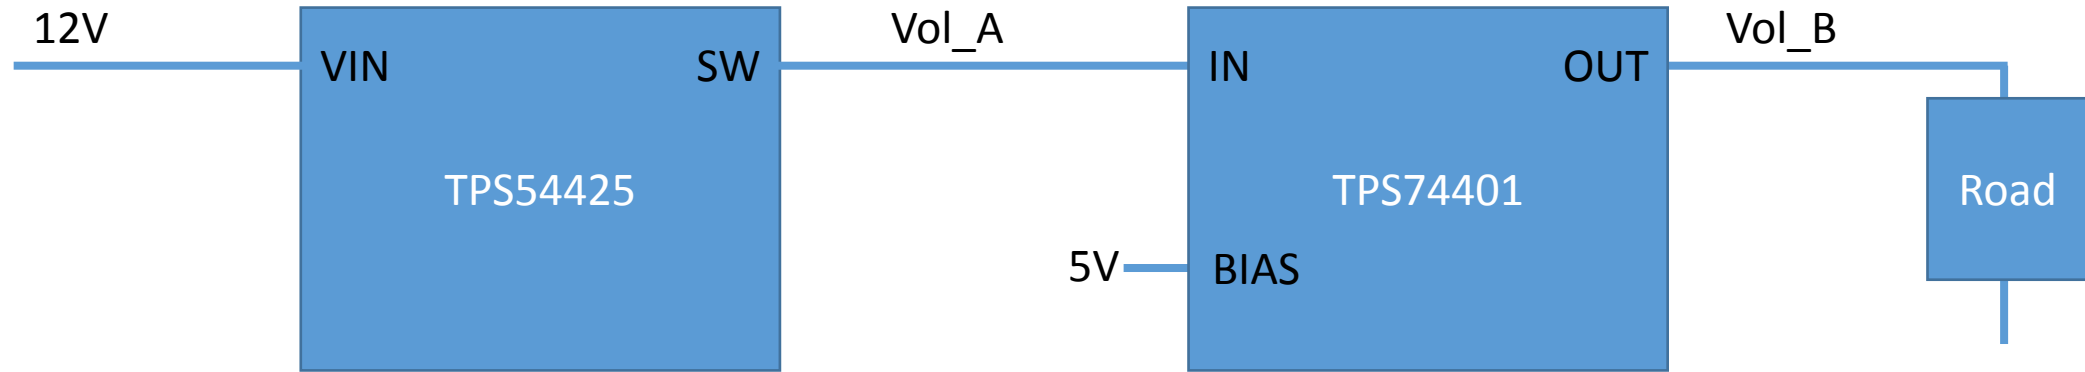 12V
VIN
SW
TPS54425
Vol_A
IN
OUT
TPS74401
5V
BIAS
Vol_B
Road